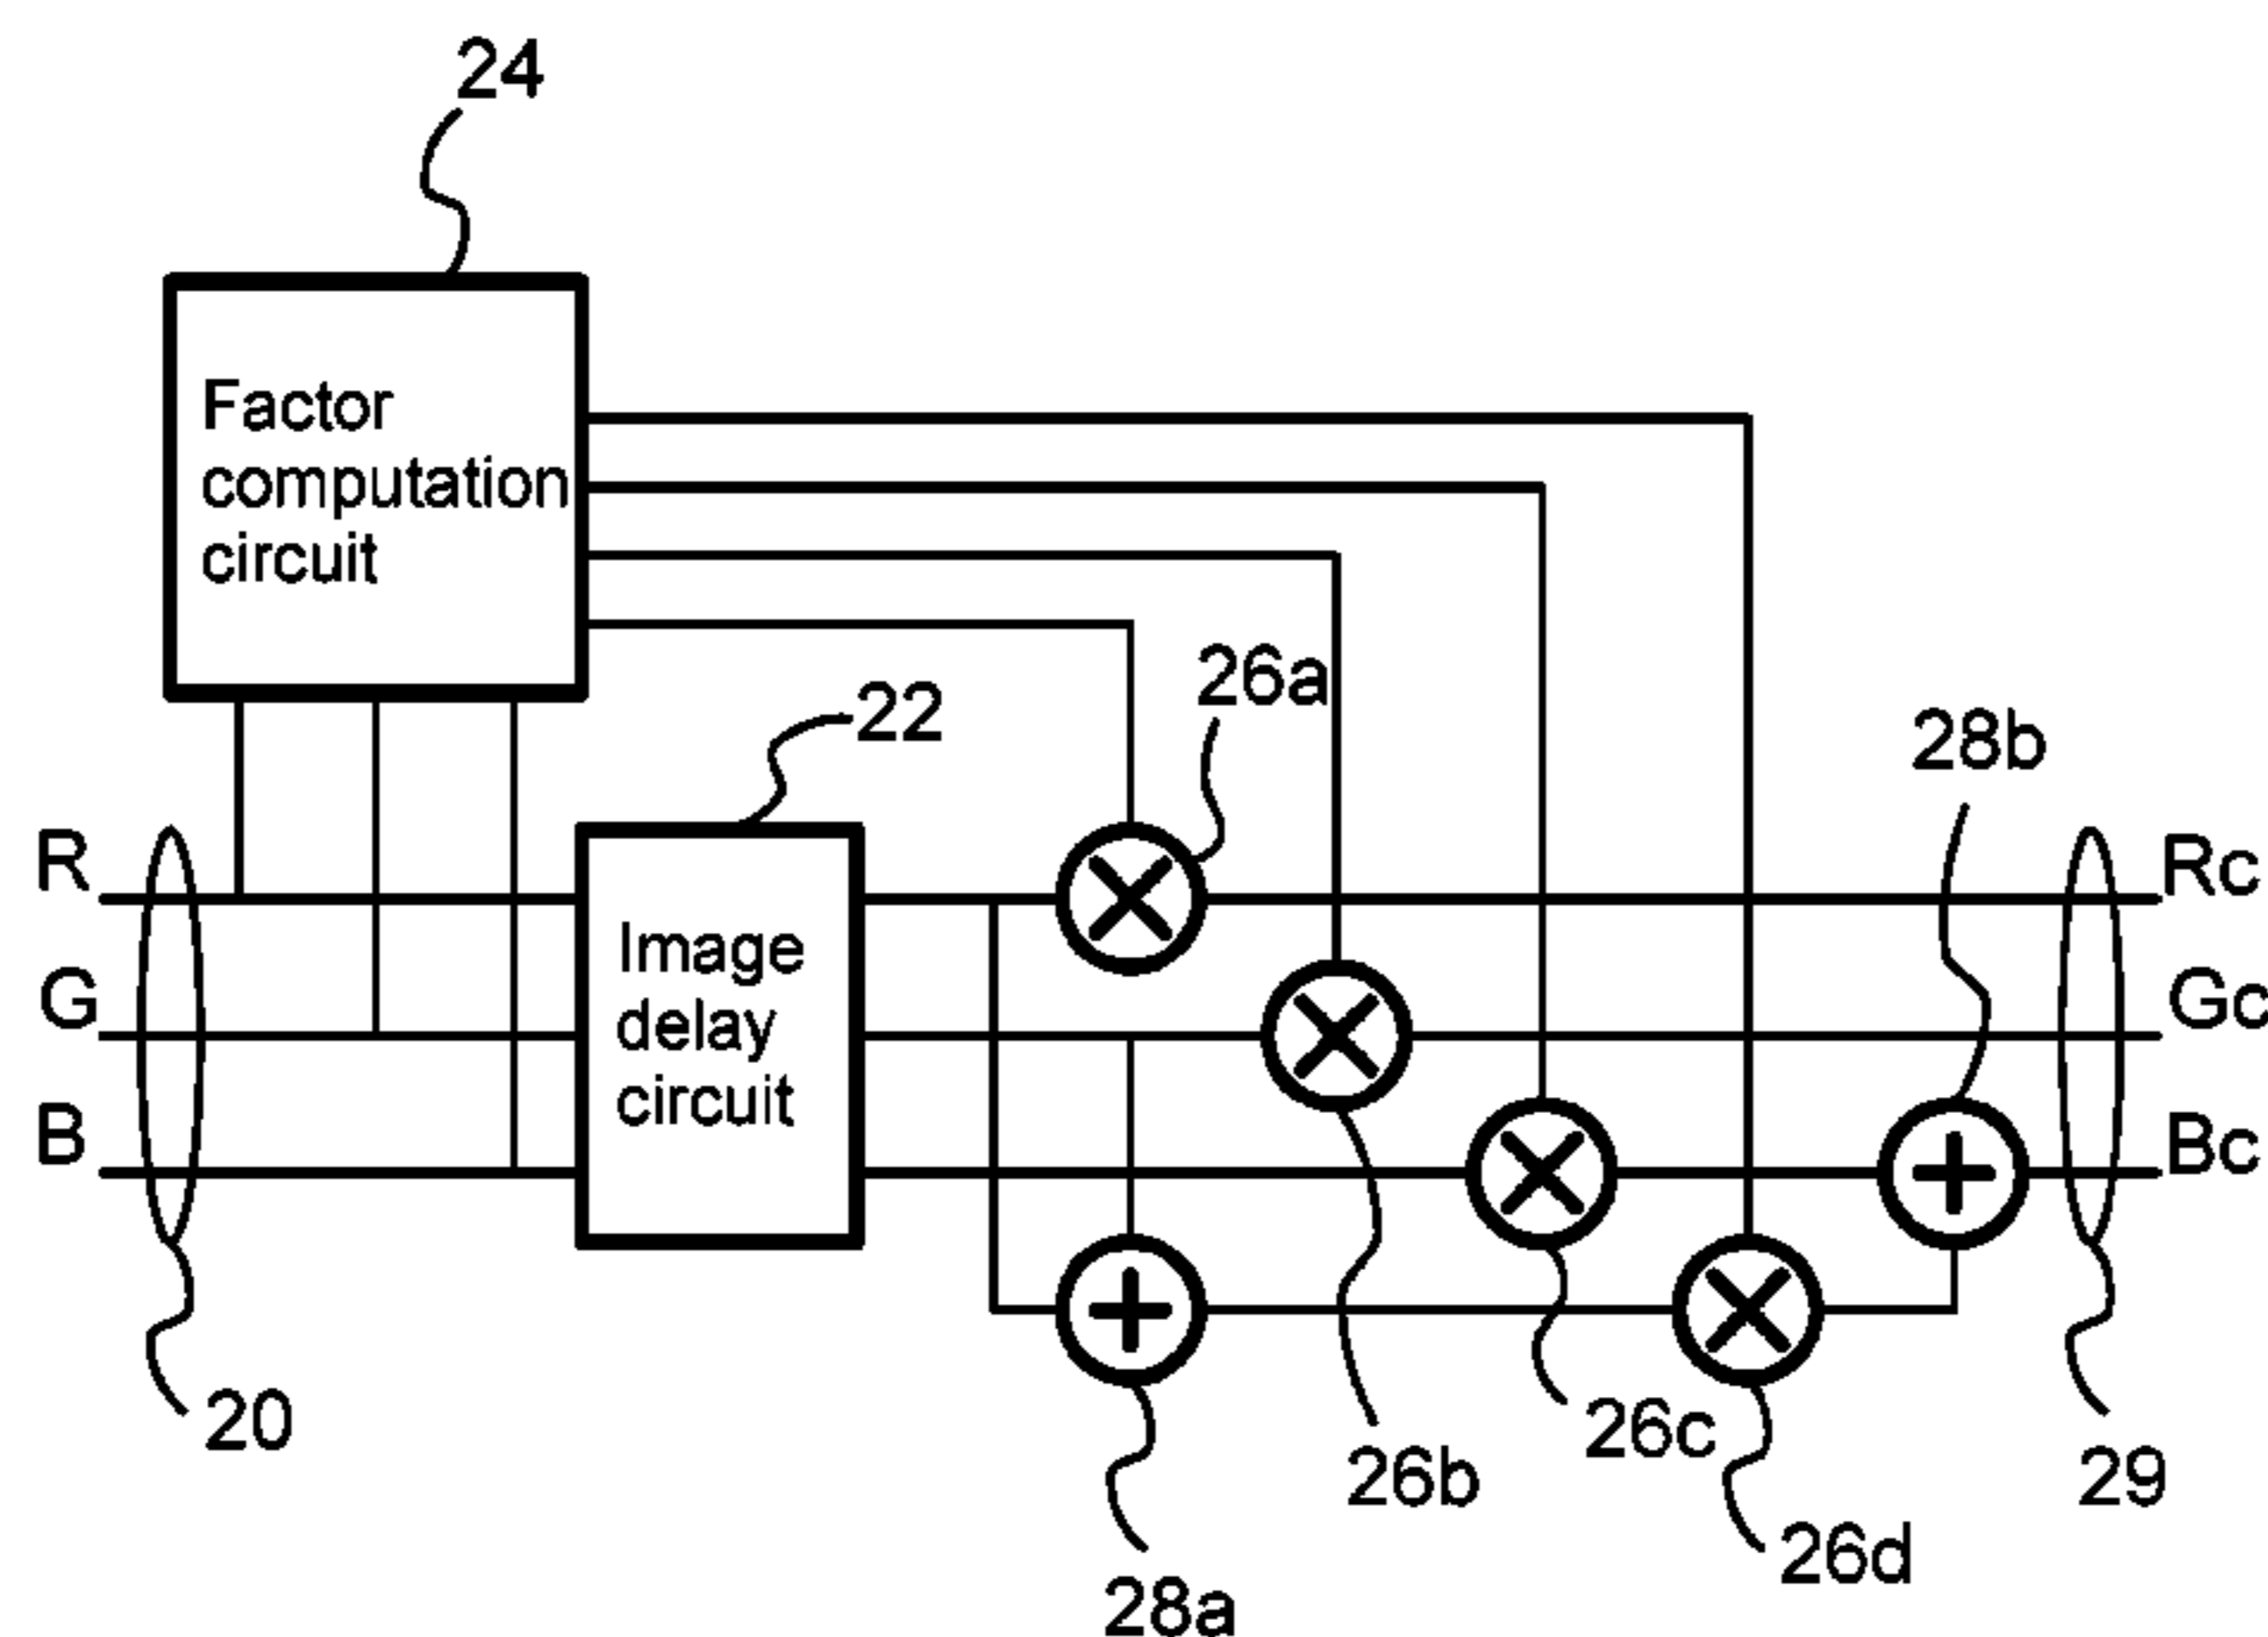 24
Factor
computation
circuit
22
26a
28b
R
Rc
Image
delay
circuit
G
Gc
B
Bc
20
26c
26b
29
26d
28a